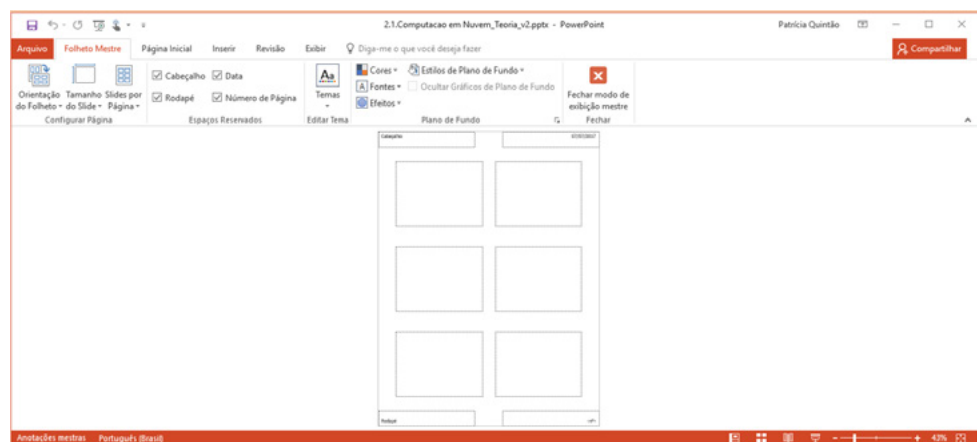 2.1.Computacao em Nuvem_Teoria_v2.pptx - PowerPoint
Patrícia Quintão
Arquivo Folheto Mestre Página Inicial Inserir Revisão Exibir Diga-me o que você deseja fazer Compartilhar
Cabeçalho Data
Rodapé Número de Página
Orientação do Folheto
Tamanho do Slide
Slides por Página
Temas
Cores
Fontes
Efeitos
Estilos de Plano de Fundo
Ocultar Gráficos de Plano de Fundo
Fechar modo de exibição mestre
Configurar Página Espaços Reservados Editar Tema Plano de Fundo Fechar
Cabeçalho
Rodapé
Anotações mestras Português (Brasil) 43%